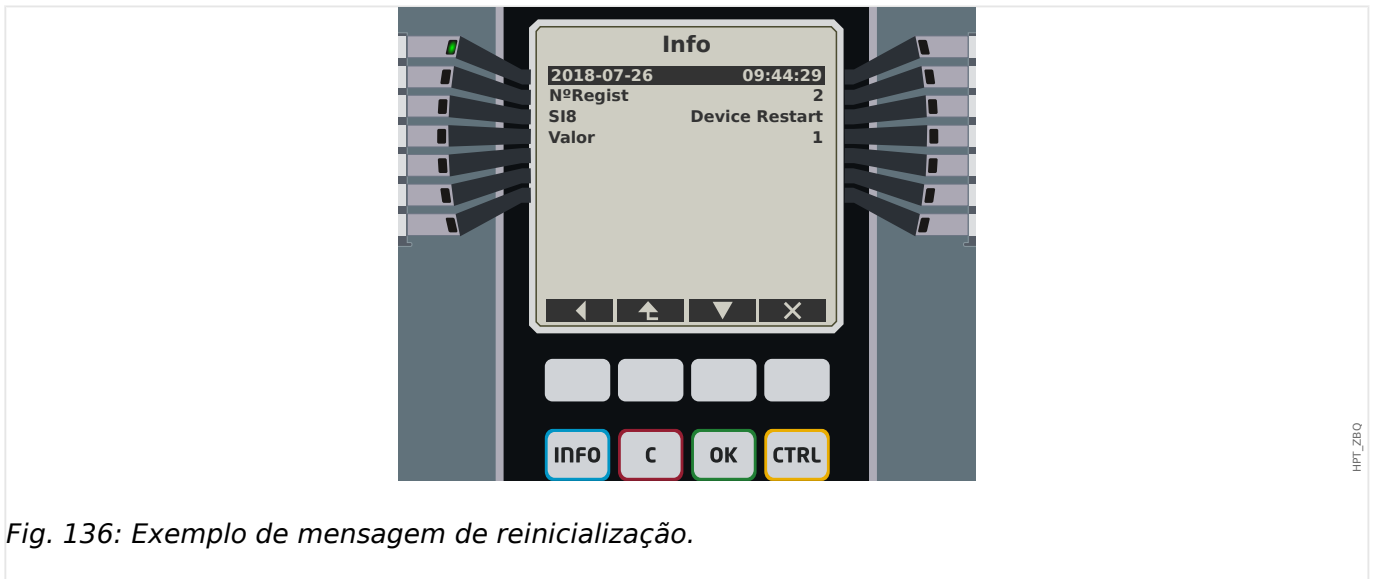 Info
2018-07-26 09:44:29
NºRegist 2
SI8 Device Restart
Valor 1
INFO C OK CTRL
HPT_ZBQ
Fig. 136: Exemplo de mensagem de reinicialização.